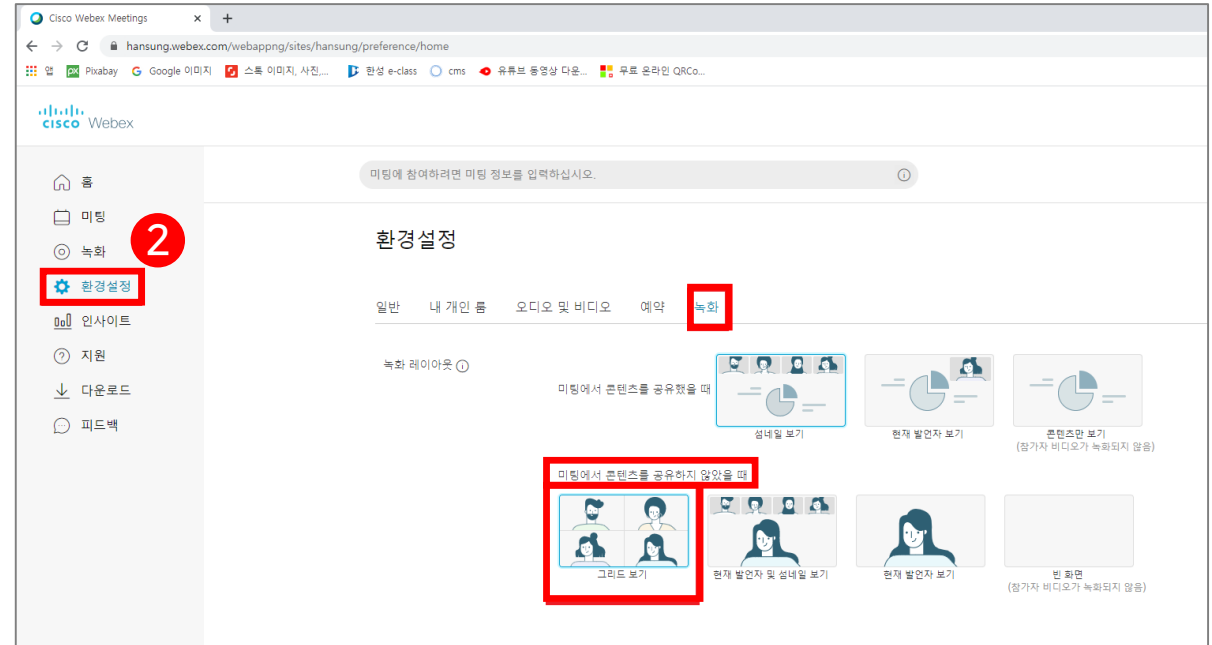 Cisco Webex Meetings × +
hansung.webex.com/webappng/sites/hansung/preference/home
앱 Pixabay Google 이미지 스톡 이미지, 사진,... 한성 e-class cms 유튜브 동영상 다운... 무료 온라인 QRCo...
CISCO Webex
미팅에 참여하려면 미팅 정보를 입력하십시오.
홈
미팅
녹화
2
환경설정
인사이트
지원
다운로드
피드백
환경설정
일반 내 개인 룸 오디오 및 비디오 예약 녹화
녹화 레이아웃
미팅에서 콘텐츠를 공유했을 때
섬네일 보기 현재 발언자 보기 콘텐츠만 보기
(참가자 비디오가 녹화되지 않음)
미팅에서 콘텐츠를 공유하지 않았을 때
그리드 보기 현재 발언자 및 섬네일 보기 현재 발언자 보기 빈 화면
(참가자 비디오가 녹화되지 않음)